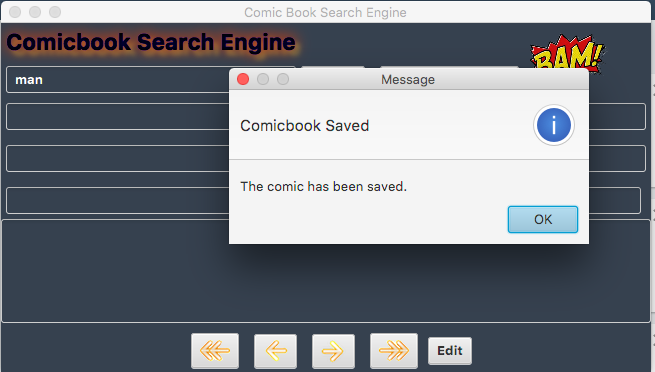 Comic Book Search Engine
Comicbook Search Engine
BAM!
man
Message
Comicbook Saved
i
The comic has been saved.
OK
Edit